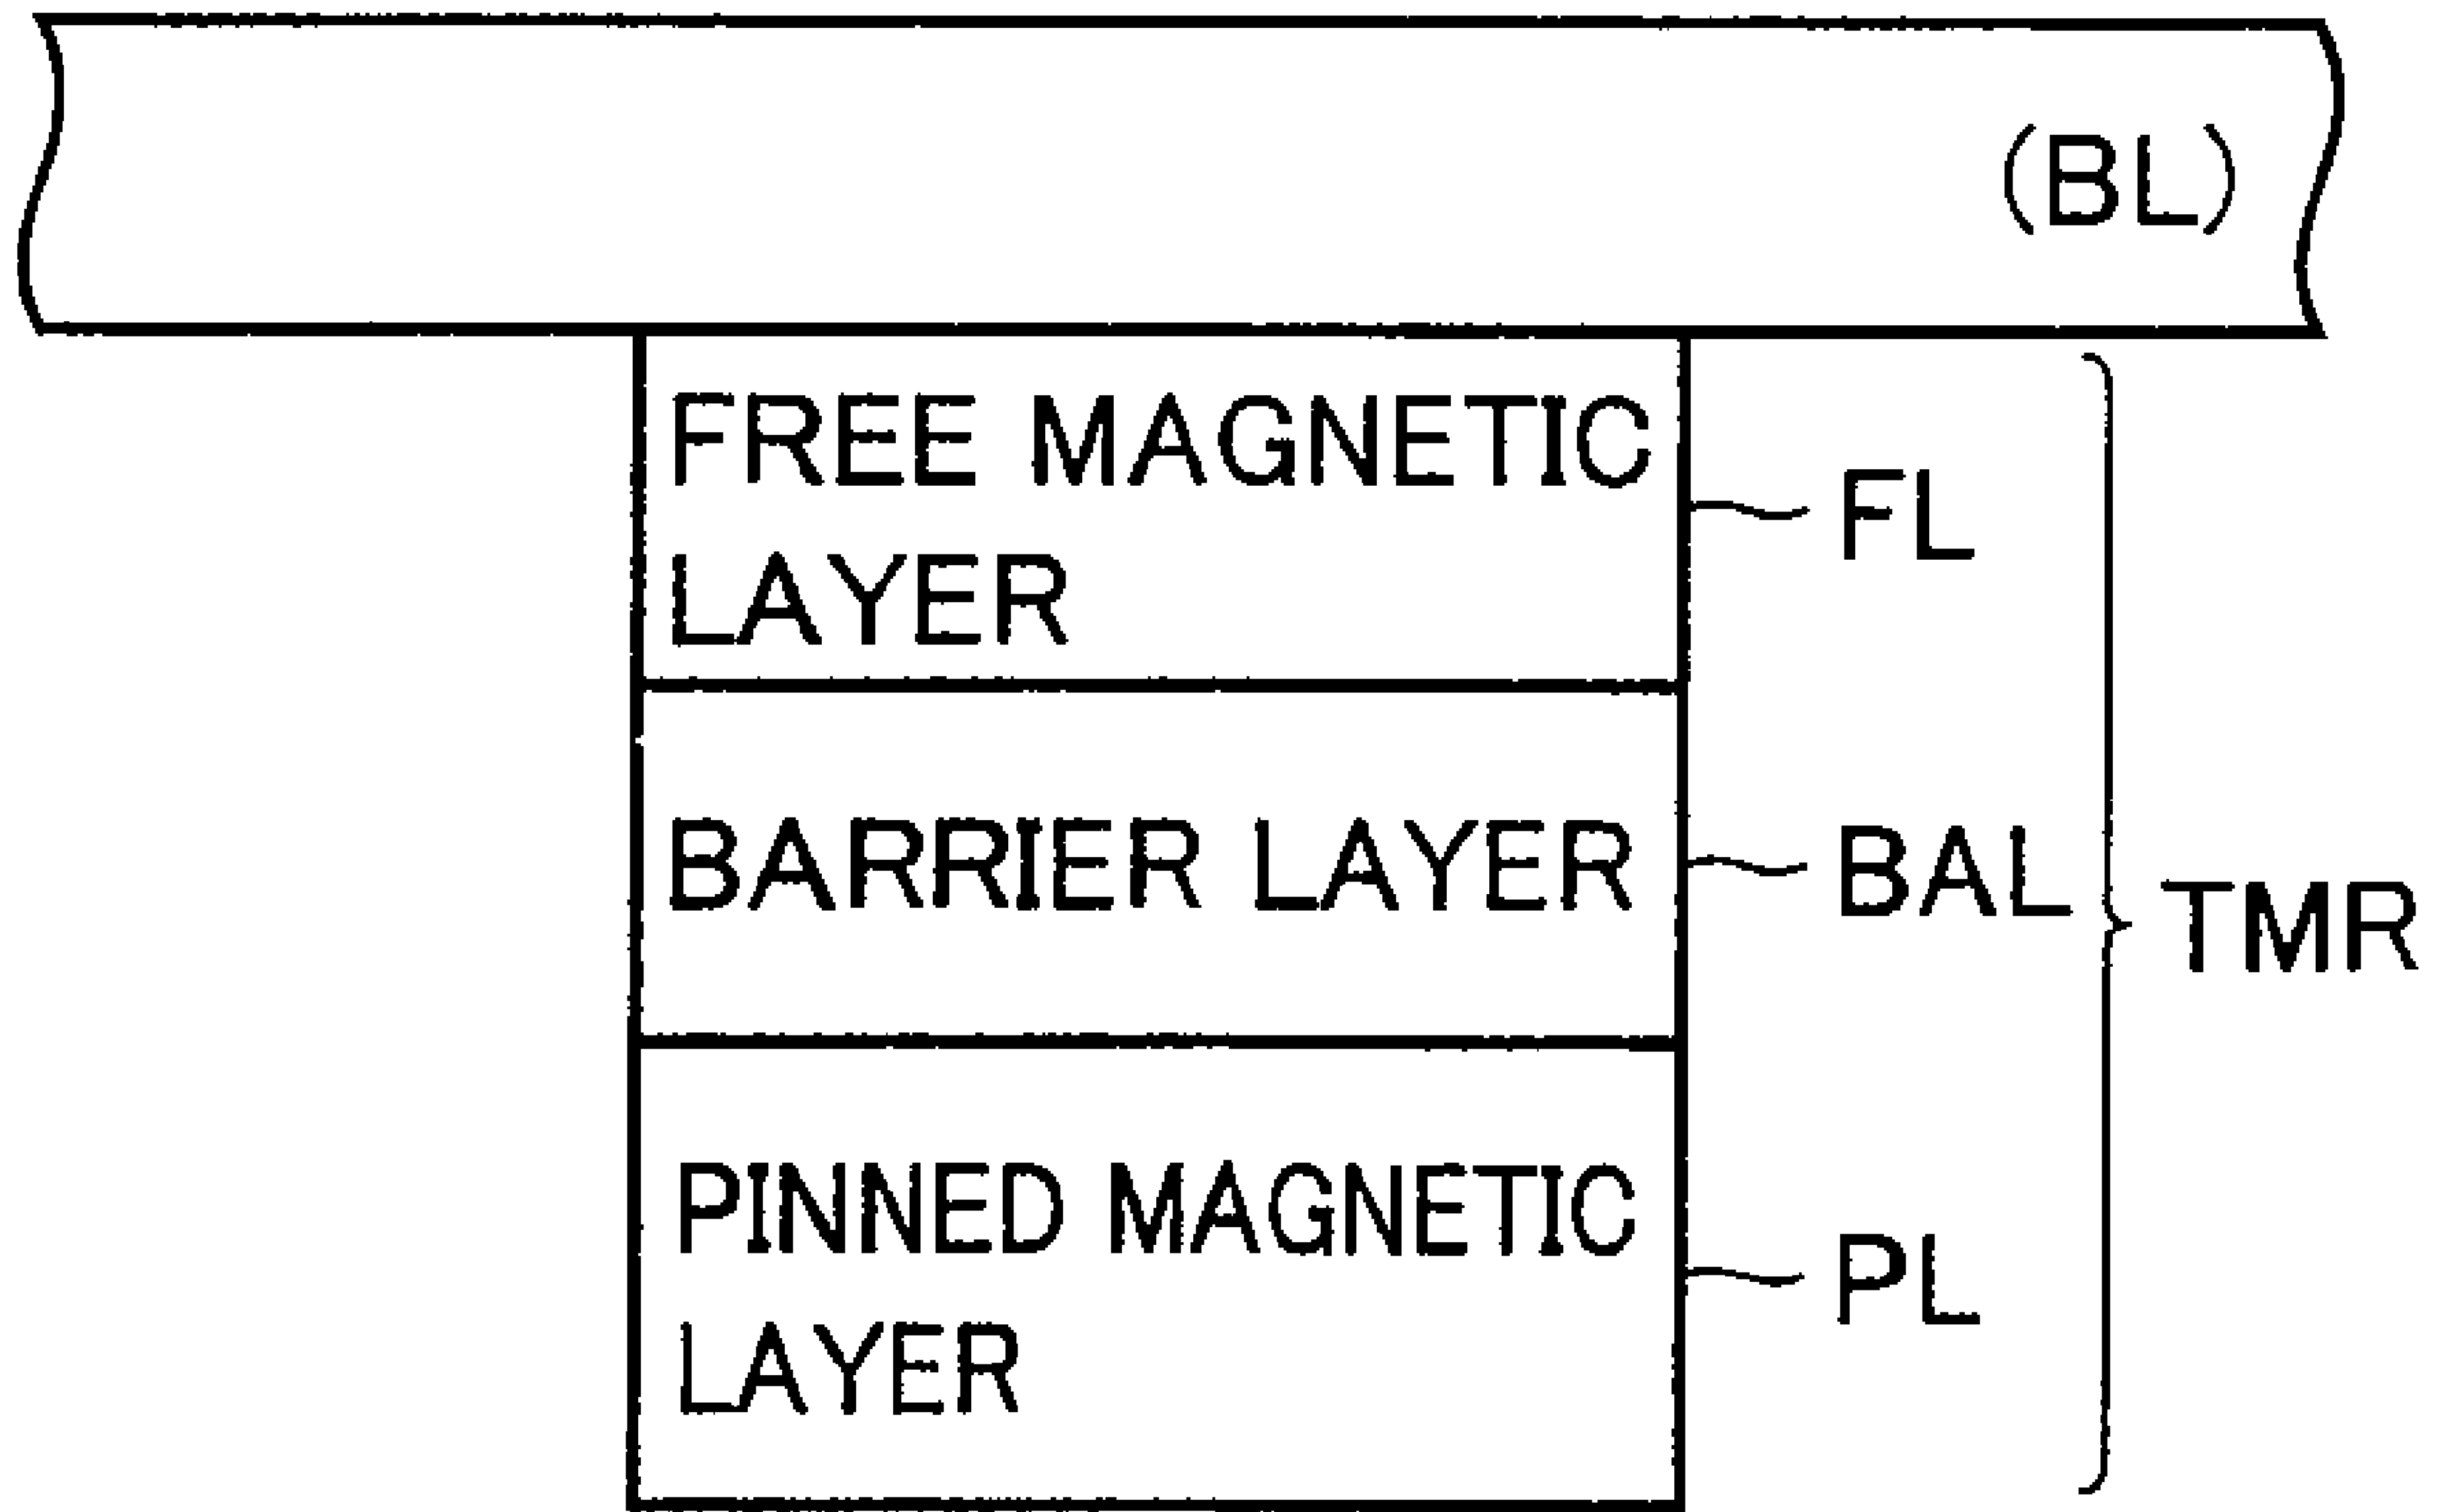 (BL)
FREE MAGNETIC
LAYER
FL
BARRIER LAYER
BAL
TMR
PINNED MAGNETIC
LAYER
PL